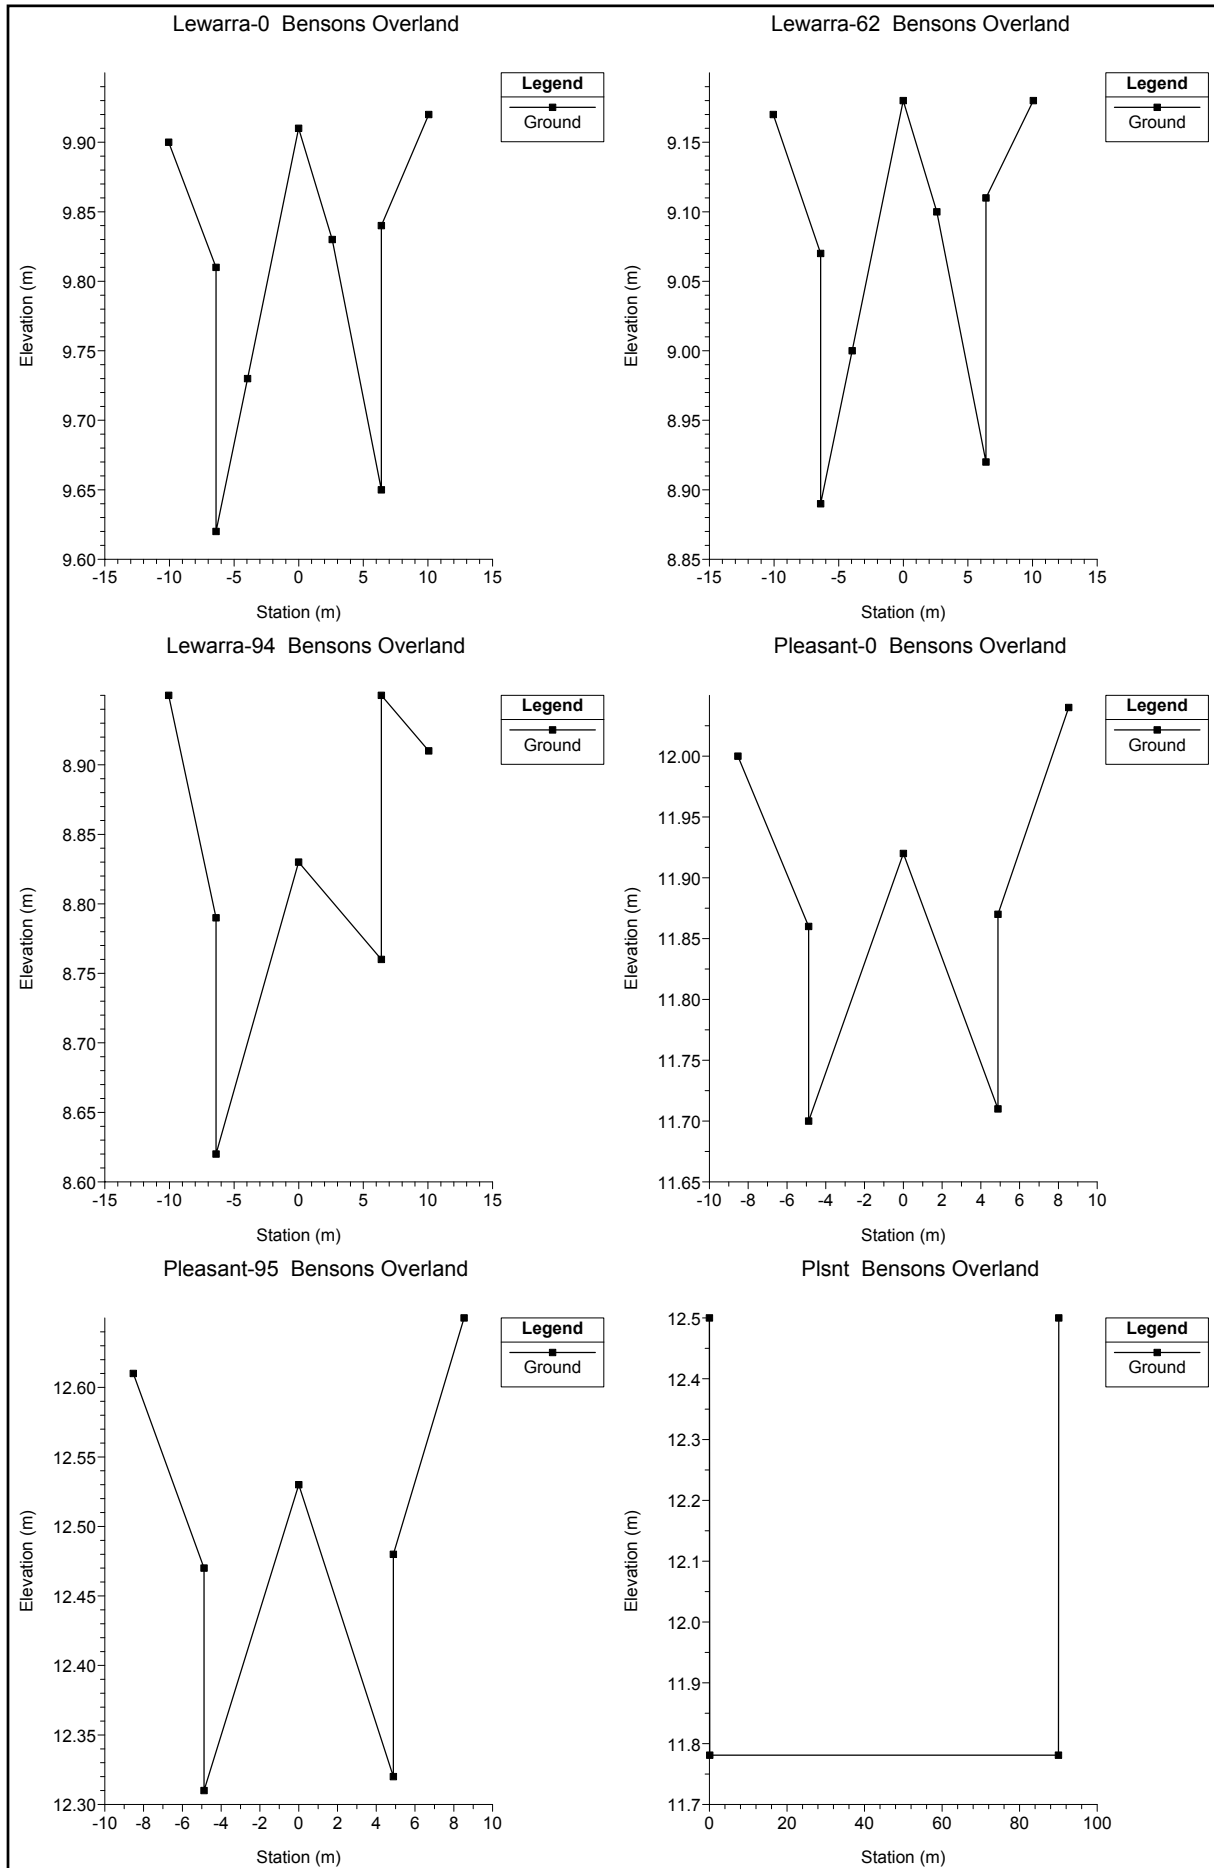 Lewarra-0 Bensons Overland
Legend
Ground
9.90
9.85
9.80
9.75
9.70
9.65
9.60
Elevation (m)
-15 -10 -5 0 5 10 15
Station (m)
Lewarra-62 Bensons Overland
Legend
Ground
9.15
9.10
9.05
9.00
8.95
8.90
8.85
Elevation (m)
-15 -10 -5 0 5 10 15
Station (m)
Lewarra-94 Bensons Overland
Legend
Ground
8.90
8.85
8.80
8.75
8.70
8.65
8.60
Elevation (m)
-15 -10 -5 0 5 10 15
Station (m)
Pleasant-0 Bensons Overland
Legend
Ground
12.00
11.95
11.90
11.85
11.80
11.75
11.70
11.65
Elevation (m)
-10 -8 -6 -4 -2 0 2 4 6 8 10
Station (m)
Pleasant-95 Bensons Overland
Legend
Ground
12.60
12.55
12.50
12.45
12.40
12.35
12.30
Elevation (m)
-10 -8 -6 -4 -2 0 2 4 6 8 10
Station (m)
Plsnt Bensons Overland
Legend
Ground
12.5
12.4
12.3
12.2
12.1
12.0
11.9
11.8
11.7
Elevation (m)
0 20 40 60 80 100
Station (m)